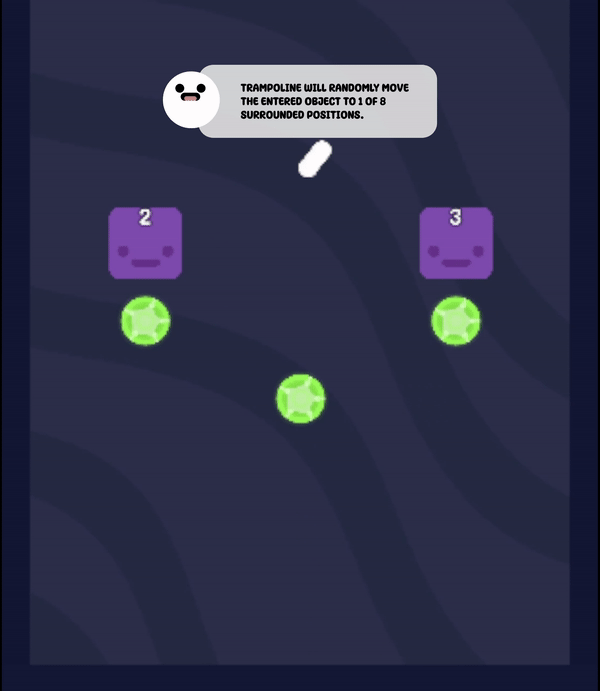 TRAMPOLINE WILL RANDOMLY MOVE
THE ENTERED OBJECT TO 1 OF 8
SURROUNDED POSITIONS.
2 3